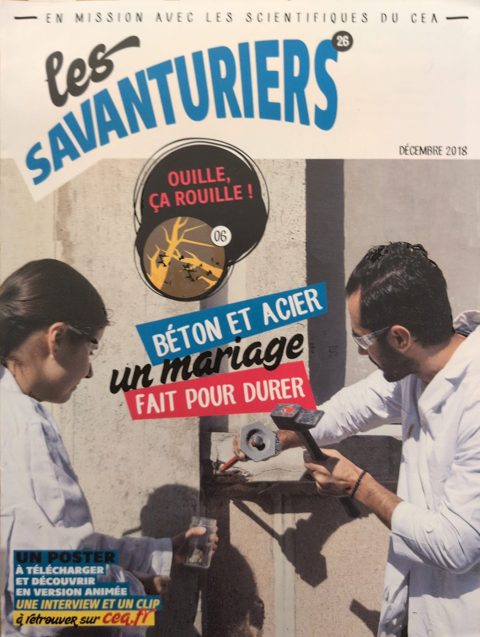 EN MISSION AVEC LES SCIENTIFIQUES DU CEA
les
SAVANTURIERS
26
DÉCEMBRE 2018
OUILLE,
ÇA ROUILLE !
06
BÉTON ET ACIER
un mariage
FAIT POUR DURER
UN POSTER
À TÉLÉCHARGER
ET DÉCOUVRIR
EN VERSION ANIMÉE
UNE INTERVIEW ET UN CLIP
à retrouver sur cea.fr